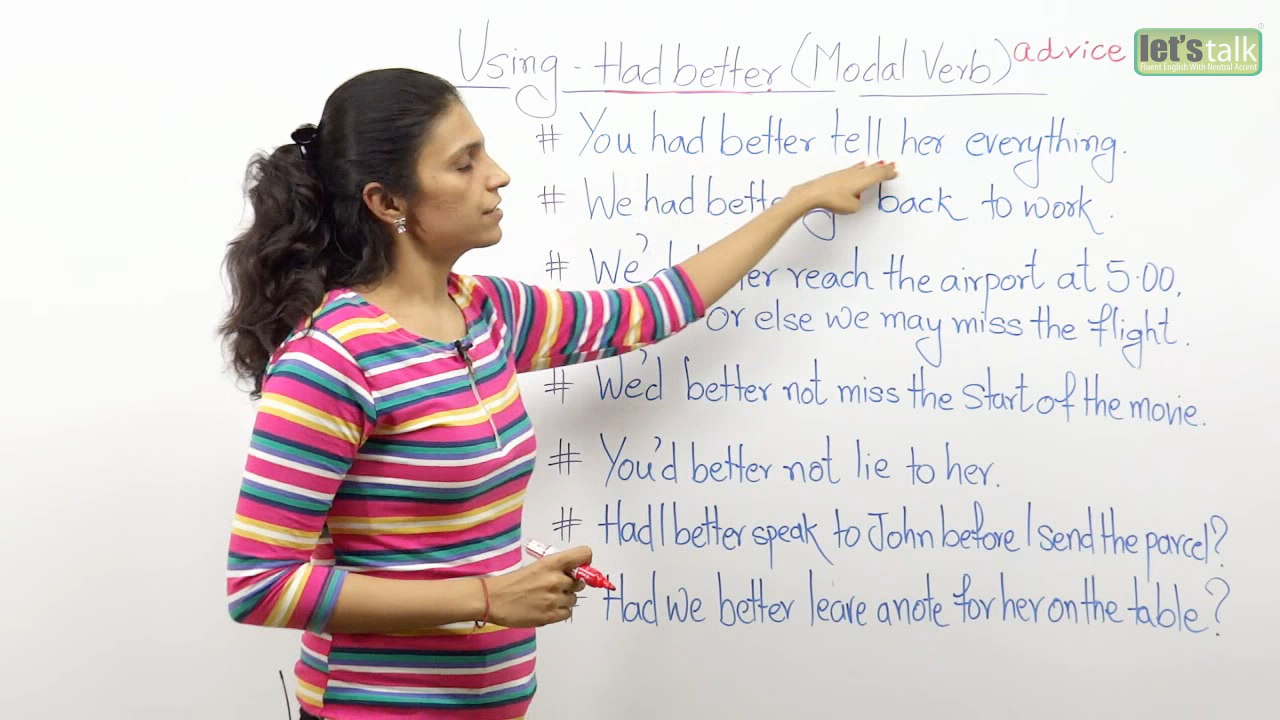 Using - Had better (Modal Verb) advice
let's talk
Fluent English With Neutral Accent
®
# You had better tell her everything.
# We had back to work.
# We'd reach the airport at 5.00,
or else we may miss the flight.
# We'd better not miss the start of the movie.
# You'd better not lie to her.
# Had I better speak to John before I send the parcel?
# Had we better leave a note for her on the table?